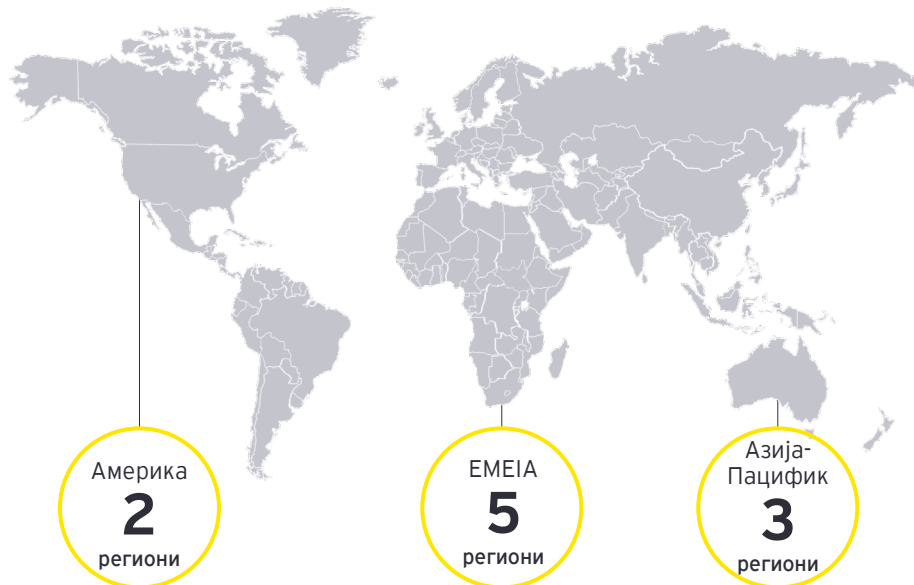 Америка
2
региони
EMEIA
5
региони
Азија-
Пацифик
3
региони